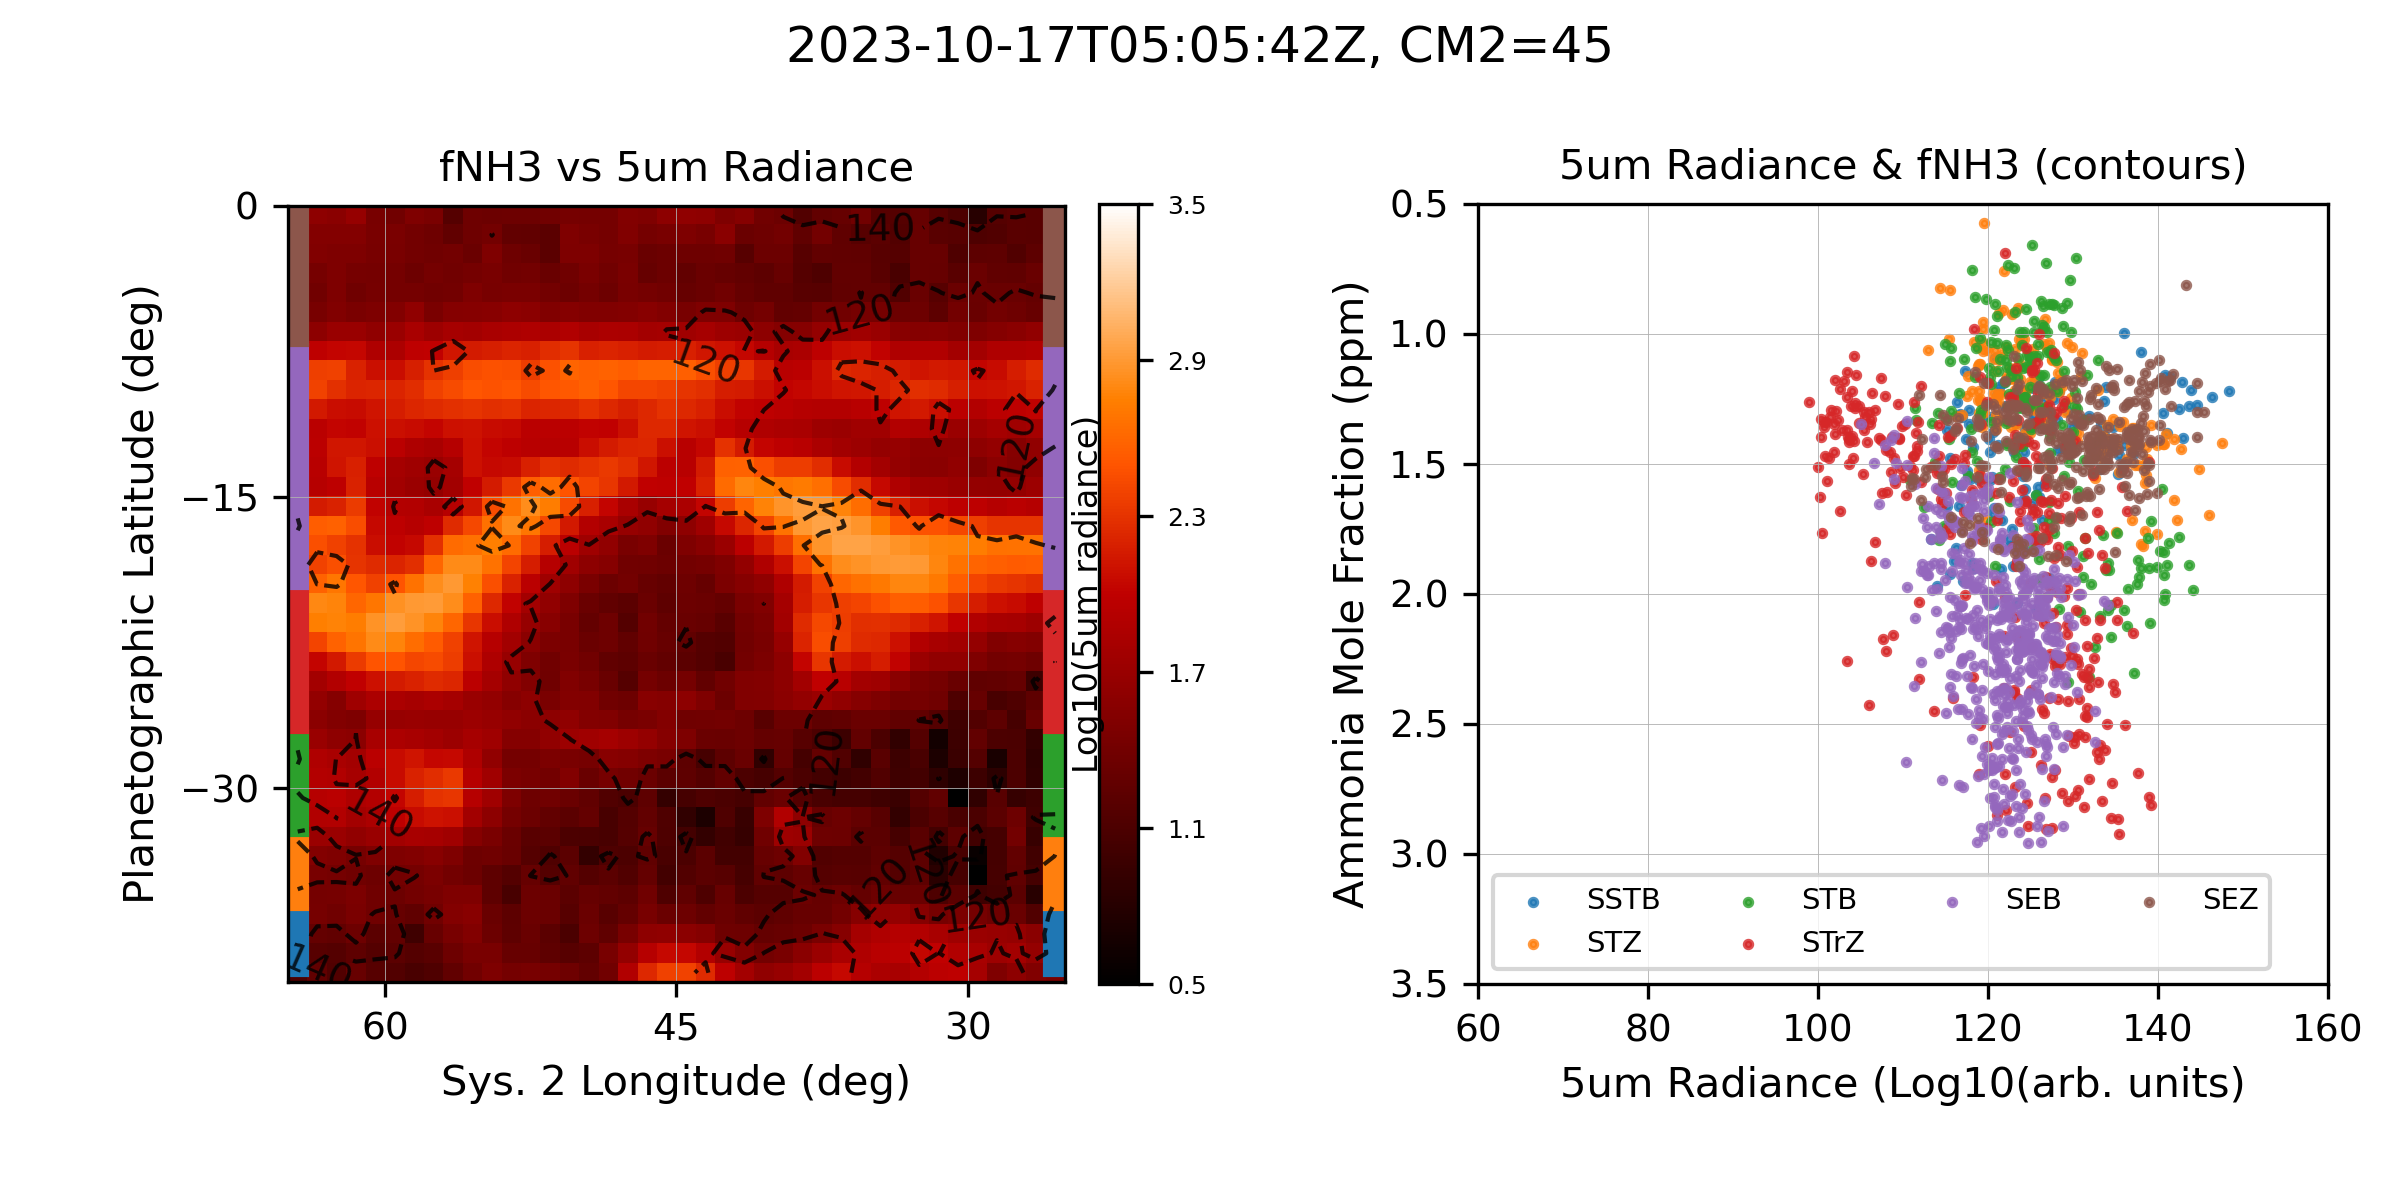 2023-10-17T05:05:42Z, CM2=45
fNH3 vs 5um Radiance
Planetographic Latitude (deg)
0
−15
−30
60
45
30
Sys. 2 Longitude (deg)
140
120
120
120
120
140
120
120
120
140
3.5
2.9
2.3
1.7
1.1
0.5
Log10(5um radiance)
5um Radiance & fNH3 (contours)
Ammonia Mole Fraction (ppm)
0.5
1.0
1.5
2.0
2.5
3.0
3.5
60
80
100
120
140
160
5um Radiance (Log10(arb. units)
SSTB
STZ
STB
STrZ
SEB
SEZ